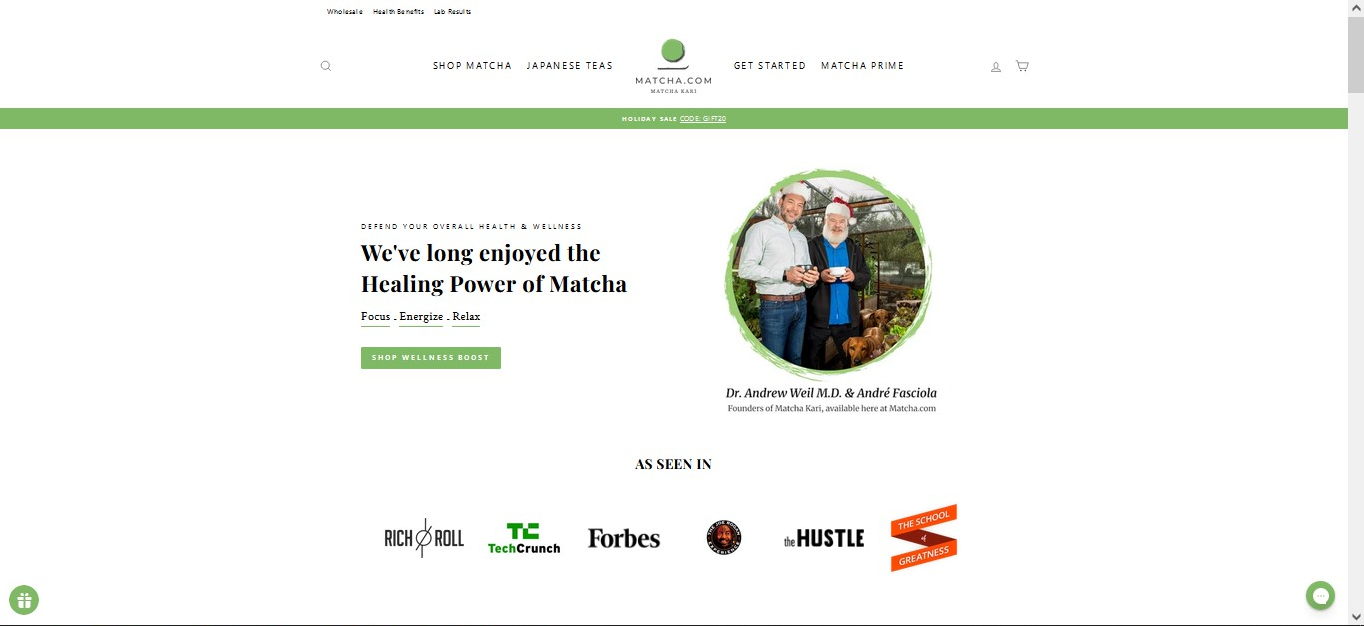 Wholesale Health Benefits Lab Results
SHOP MATCHA JAPANESE TEAS GET STARTED MATCHA PRIME
MATCHA.COM
MATCHA KARI
HOLIDAY SALE CODE: GIFT20
DEFEND YOUR OVERALL HEALTH & WELLNESS
We've long enjoyed the
Healing Power of Matcha
Focus - Energize - Relax
SHOP WELLNESS BOOST
Dr. Andrew Weil M.D. & André Fasciola
Founders of Matcha Kari, available here at Matcha.com
AS SEEN IN
RICH ROLL
TC
TechCrunch
Forbes
THE JOE ROGAN
EXPERIENCE
the HUSTLE
THE SCHOOL
of
GREATNESS